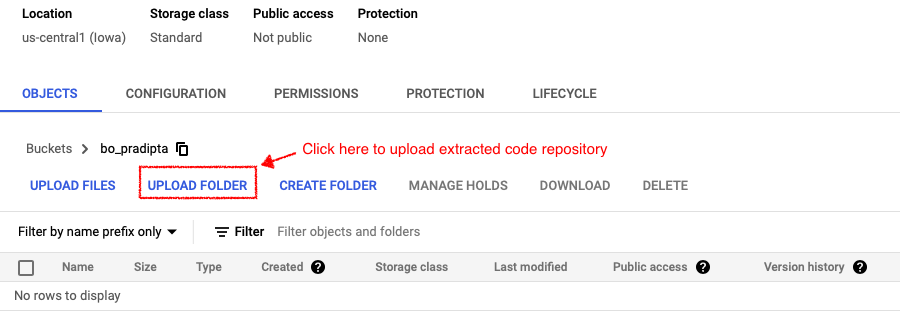 Location Storage class Public access Protection
us-central1 (Iowa) Standard Not public None
OBJECTS CONFIGURATION PERMISSIONS PROTECTION LIFECYCLE
Buckets > bo_pradipta Click here to upload extracted code repository
UPLOAD FILES UPLOAD FOLDER CREATE FOLDER MANAGE HOLDS DOWNLOAD DELETE
Filter by name prefix only Filter Filter objects and folders
Name Size Type Created ? Storage class Last modified Public access ? Version history ?
No rows to display